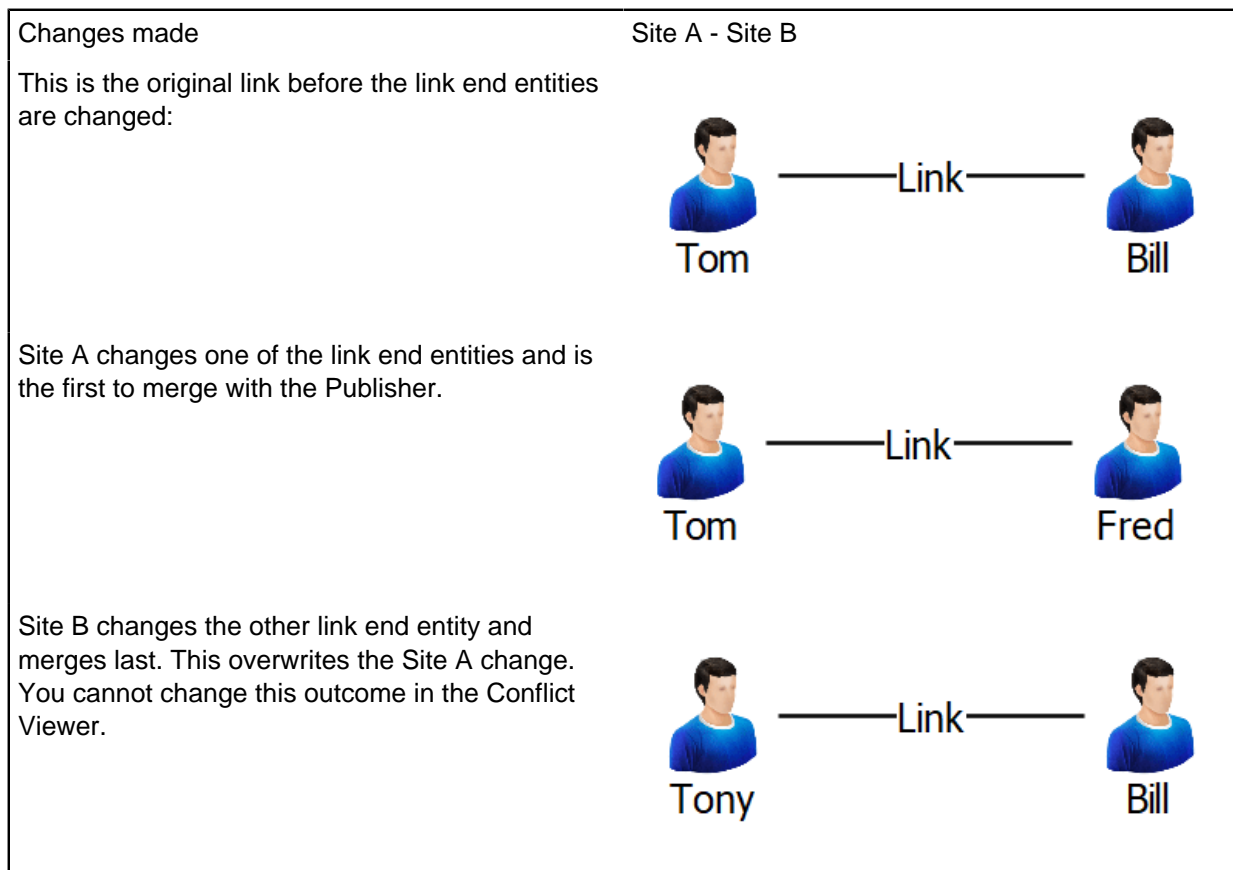 Changes made
Site A - Site B
This is the original link before the link end entities
are changed:
Link
Tom
Bill
Site A changes one of the link end entities and is
the first to merge with the Publisher.
Link
Tom
Fred
Site B changes the other link end entity and
merges last. This overwrites the Site A change.
You cannot change this outcome in the Conflict
Viewer.
Link
Tony
Bill